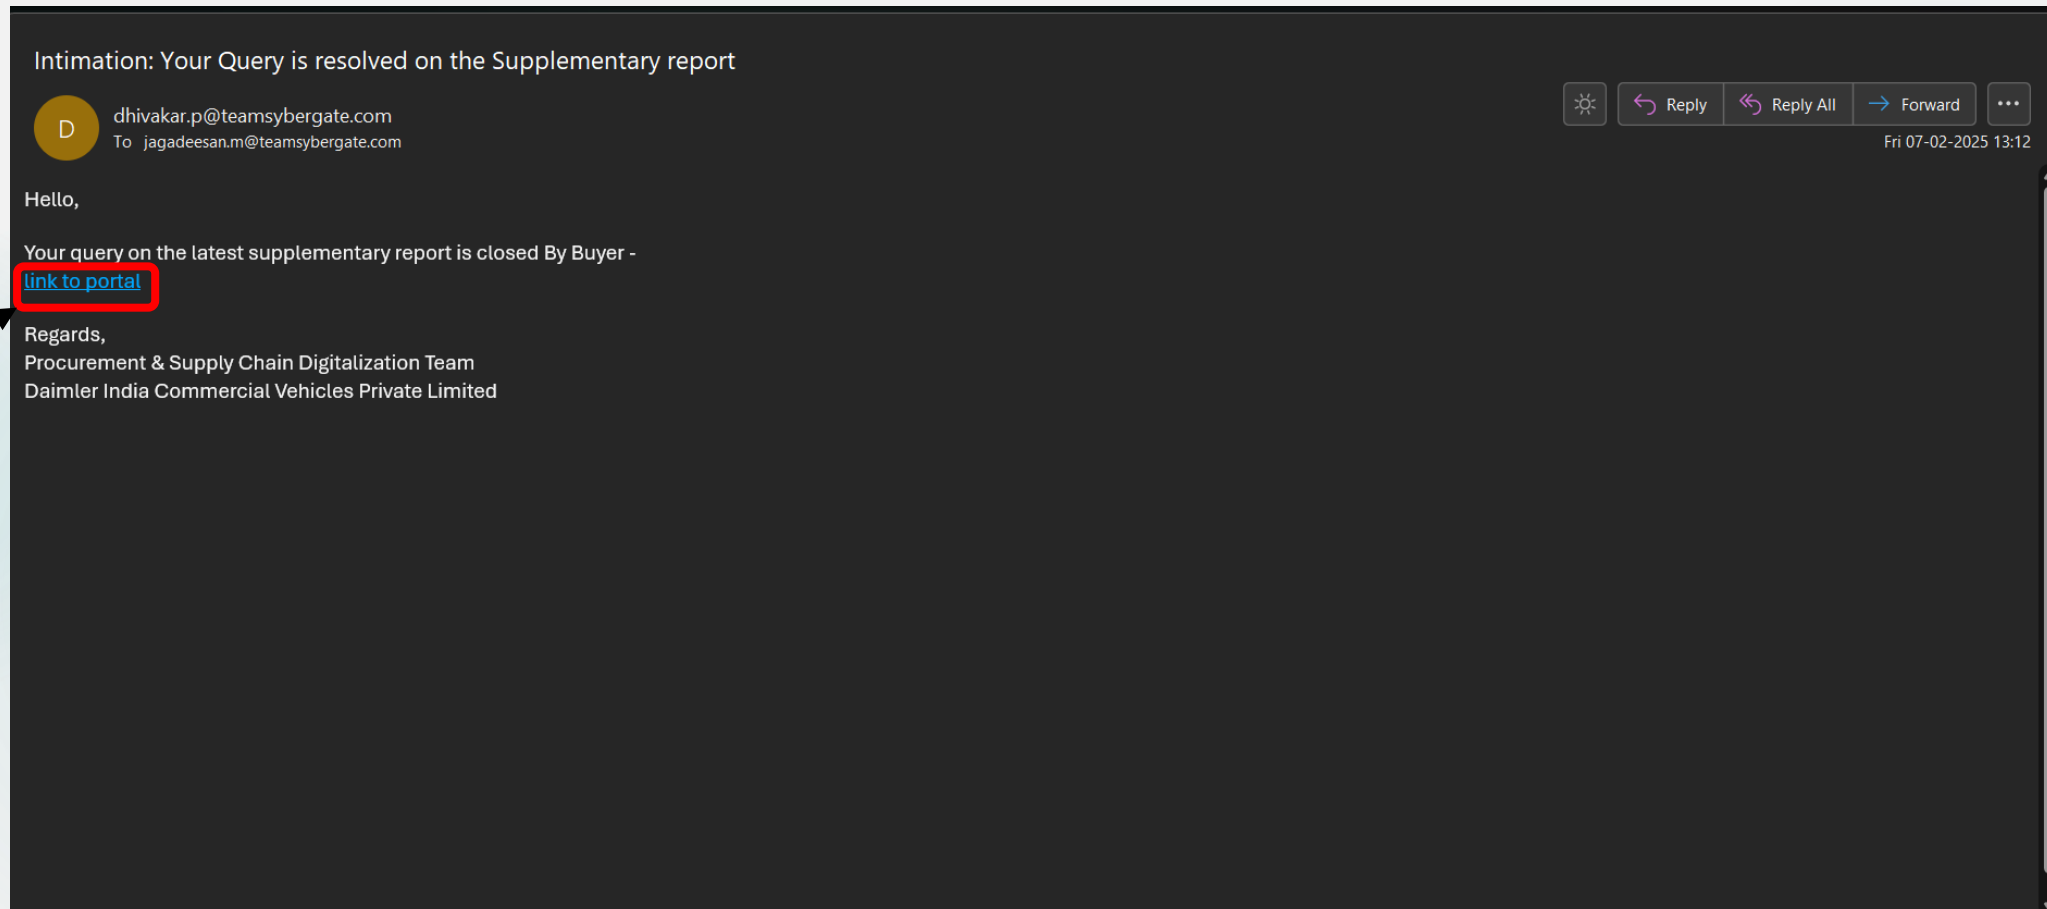 Intimation: Your Query is resolved on the Supplementary report
D
dhivakar.p@teamsybergate.com
To jagadeesan.m@teamsybergate.com
Reply
Reply All
Forward
Fri 07-02-2025 13:12
Hello,
Your query on the latest supplementary report is closed By Buyer -
link to portal
Regards,
Procurement & Supply Chain Digitalization Team
Daimler India Commercial Vehicles Private Limited